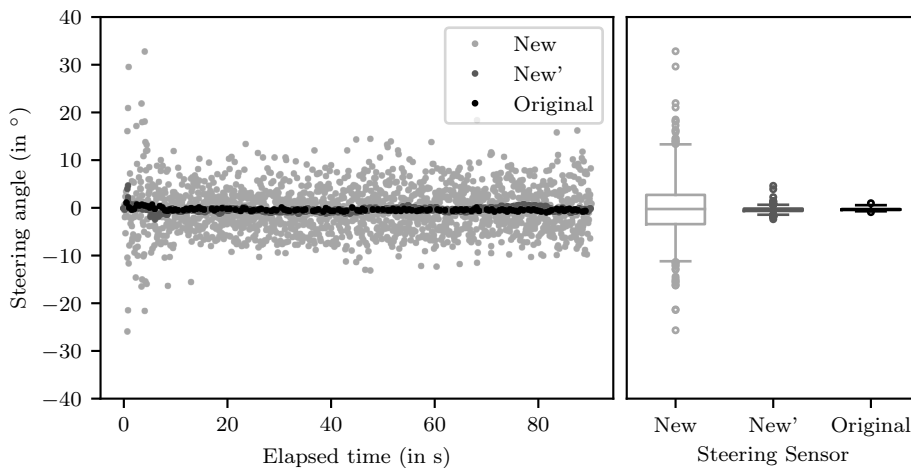 40
30
20
10
0
−10
−20
−30
−40
Steering angle (in °)
0 20 40 60 80
Elapsed time (in s)
New
New'
Original
New New' Original
Steering Sensor